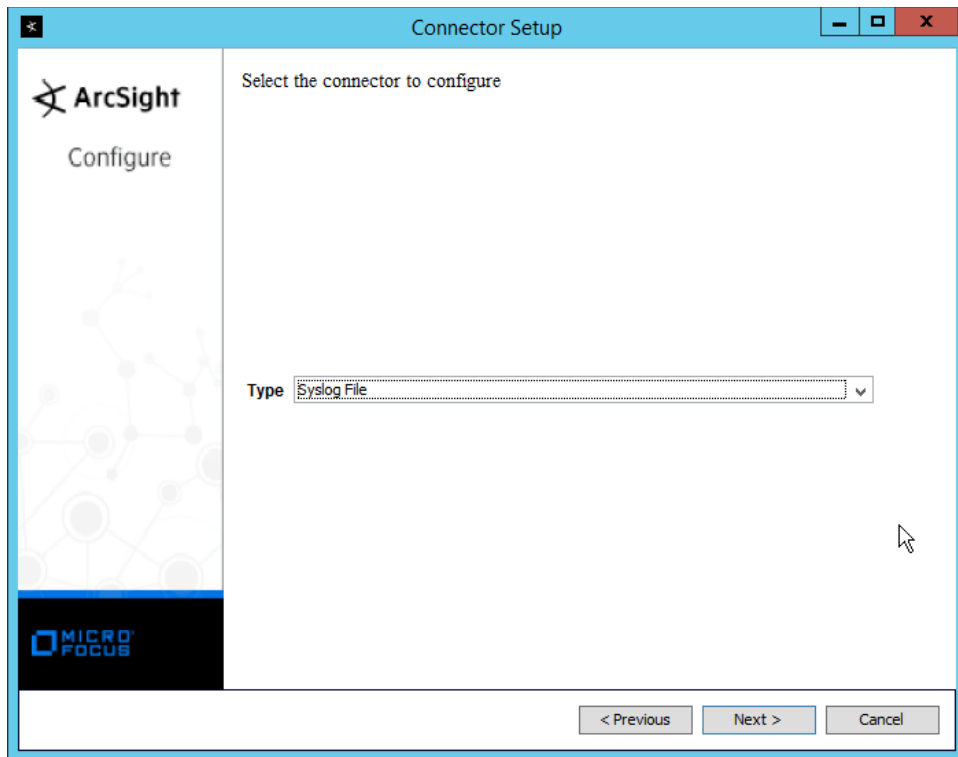 Connector Setup
X
ArcSight
Configure
Select the connector to configure
Type Syslog File
MICRO
FOCUS
< Previous Next > Cancel